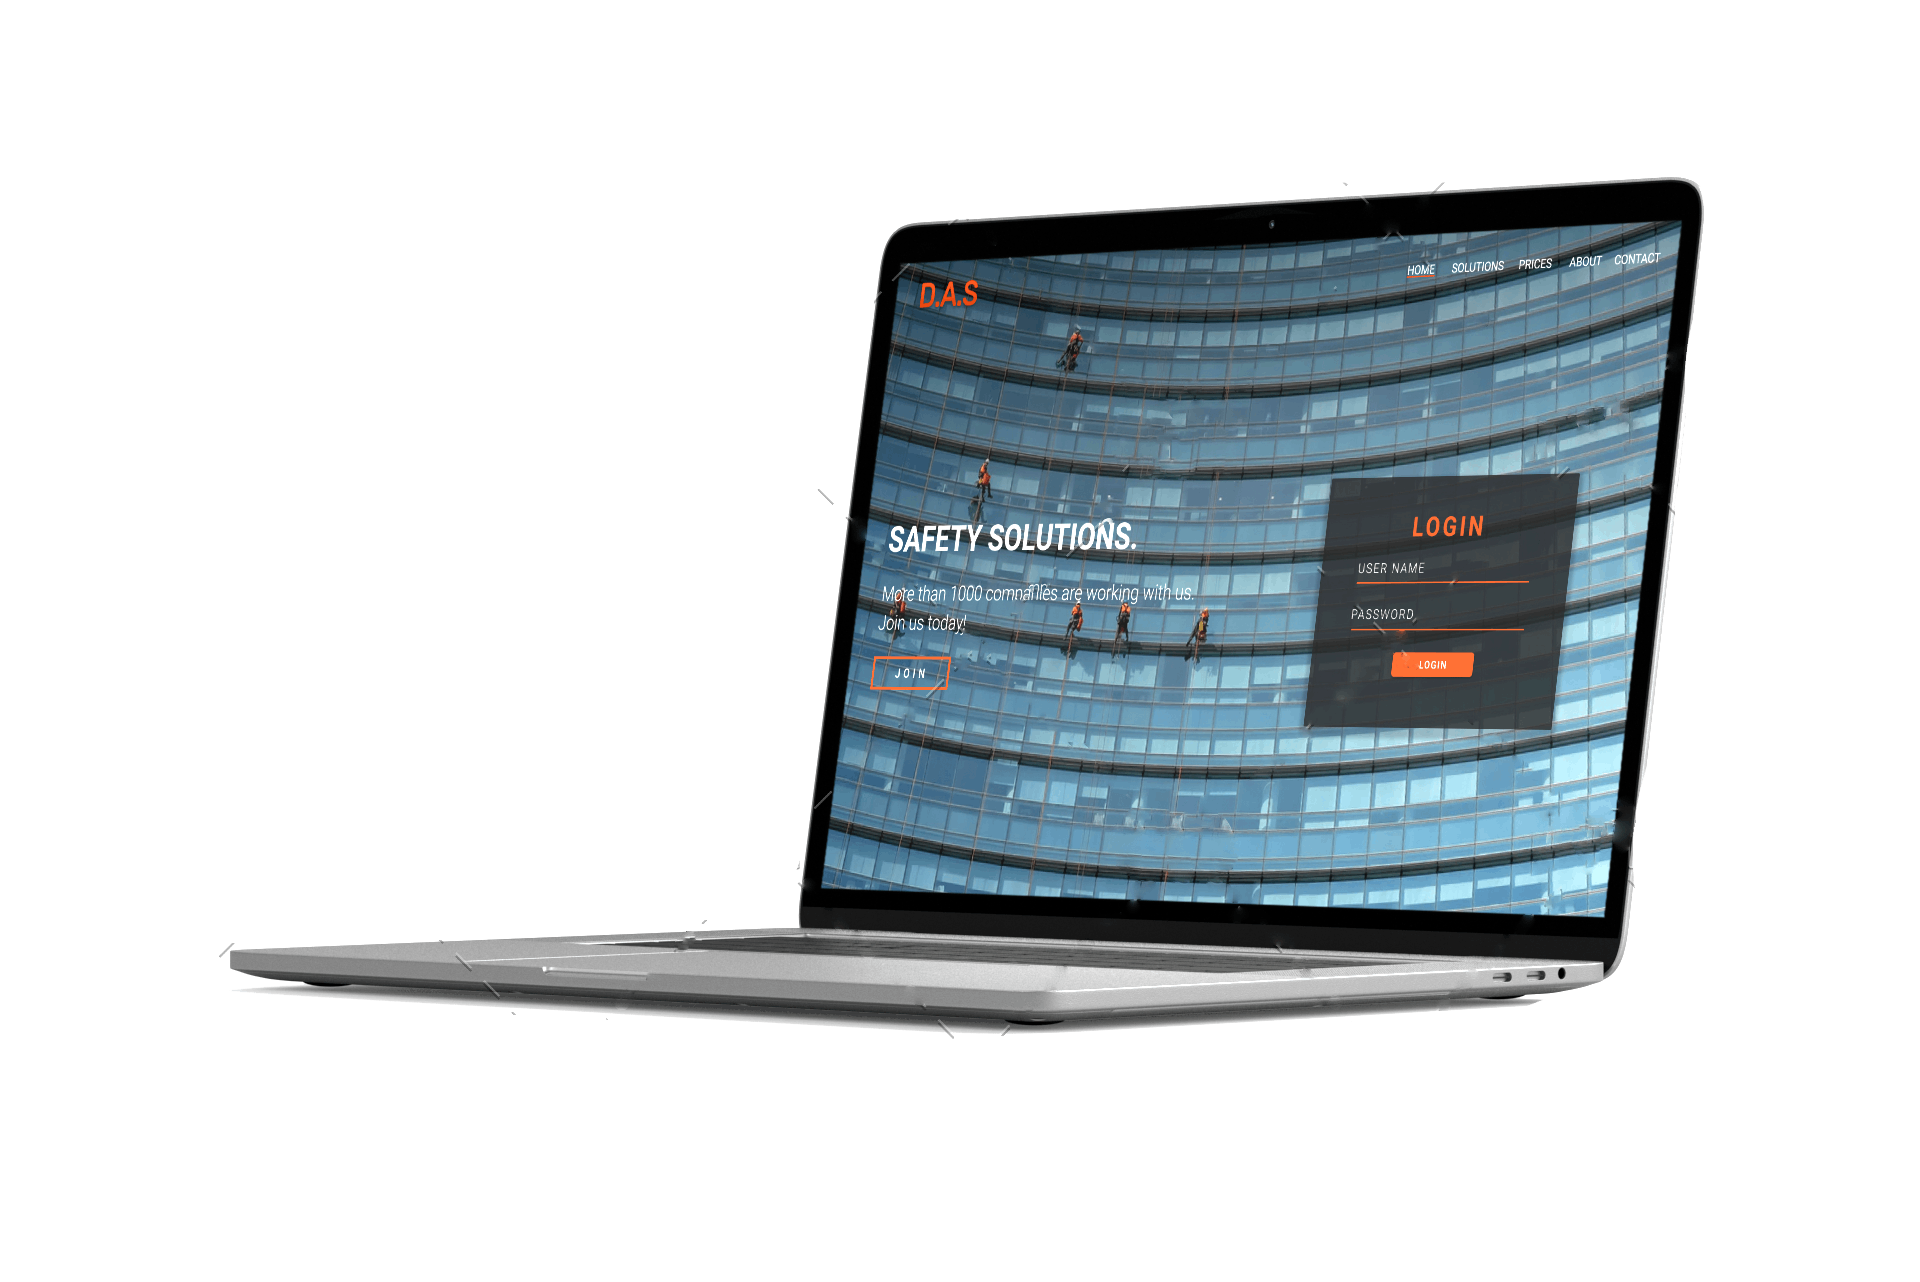 D.A.S
HOME SOLUTIONS PRICES ABOUT CONTACT
SAFETY SOLUTIONS.
More than 1000 companies are working with us.
Join us today!
JOIN
LOGIN
USER NAME
PASSWORD
LOGIN